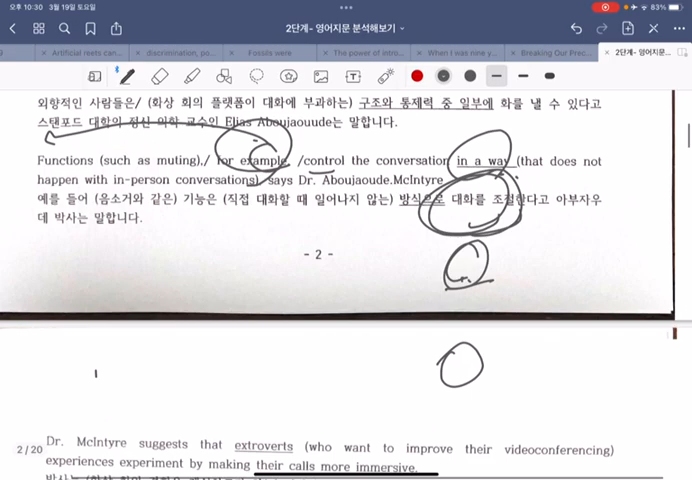 오후 10:30 3월 19일 토요일
83%
2단계- 영어지문 분석해보기
Artificial reets can...
discrimination, po...
Fossils were
The power of intro...
When I was nine y...
Breaking Our Prec...
2단계- 영어지문...
외향적인 사람들은/ (화상 회의 플랫폼이 대화에 부과하는) 구조와 통제력 중 일부에 화를 낼 수 있다고
스탠포드 대학의 정신 의학 교수인 Elias Aboujaouude는 말합니다.
Functions (such as muting),/ for example /control the conversation in a way (that does not
happen with in-person conversations), says Dr. Aboujaoude.McIntyre
예를 들어 (음소거와 같은) 기능은 (직접 대화할 때 일어나지 않는) 방식으로 대화를 조절한다고 아부자우
데 박사는 말합니다.
- 2 -
2 / 20
Dr. McIntyre suggests that extroverts (who want to improve their videoconferencing)
experiences experiment by making their calls more immersive.